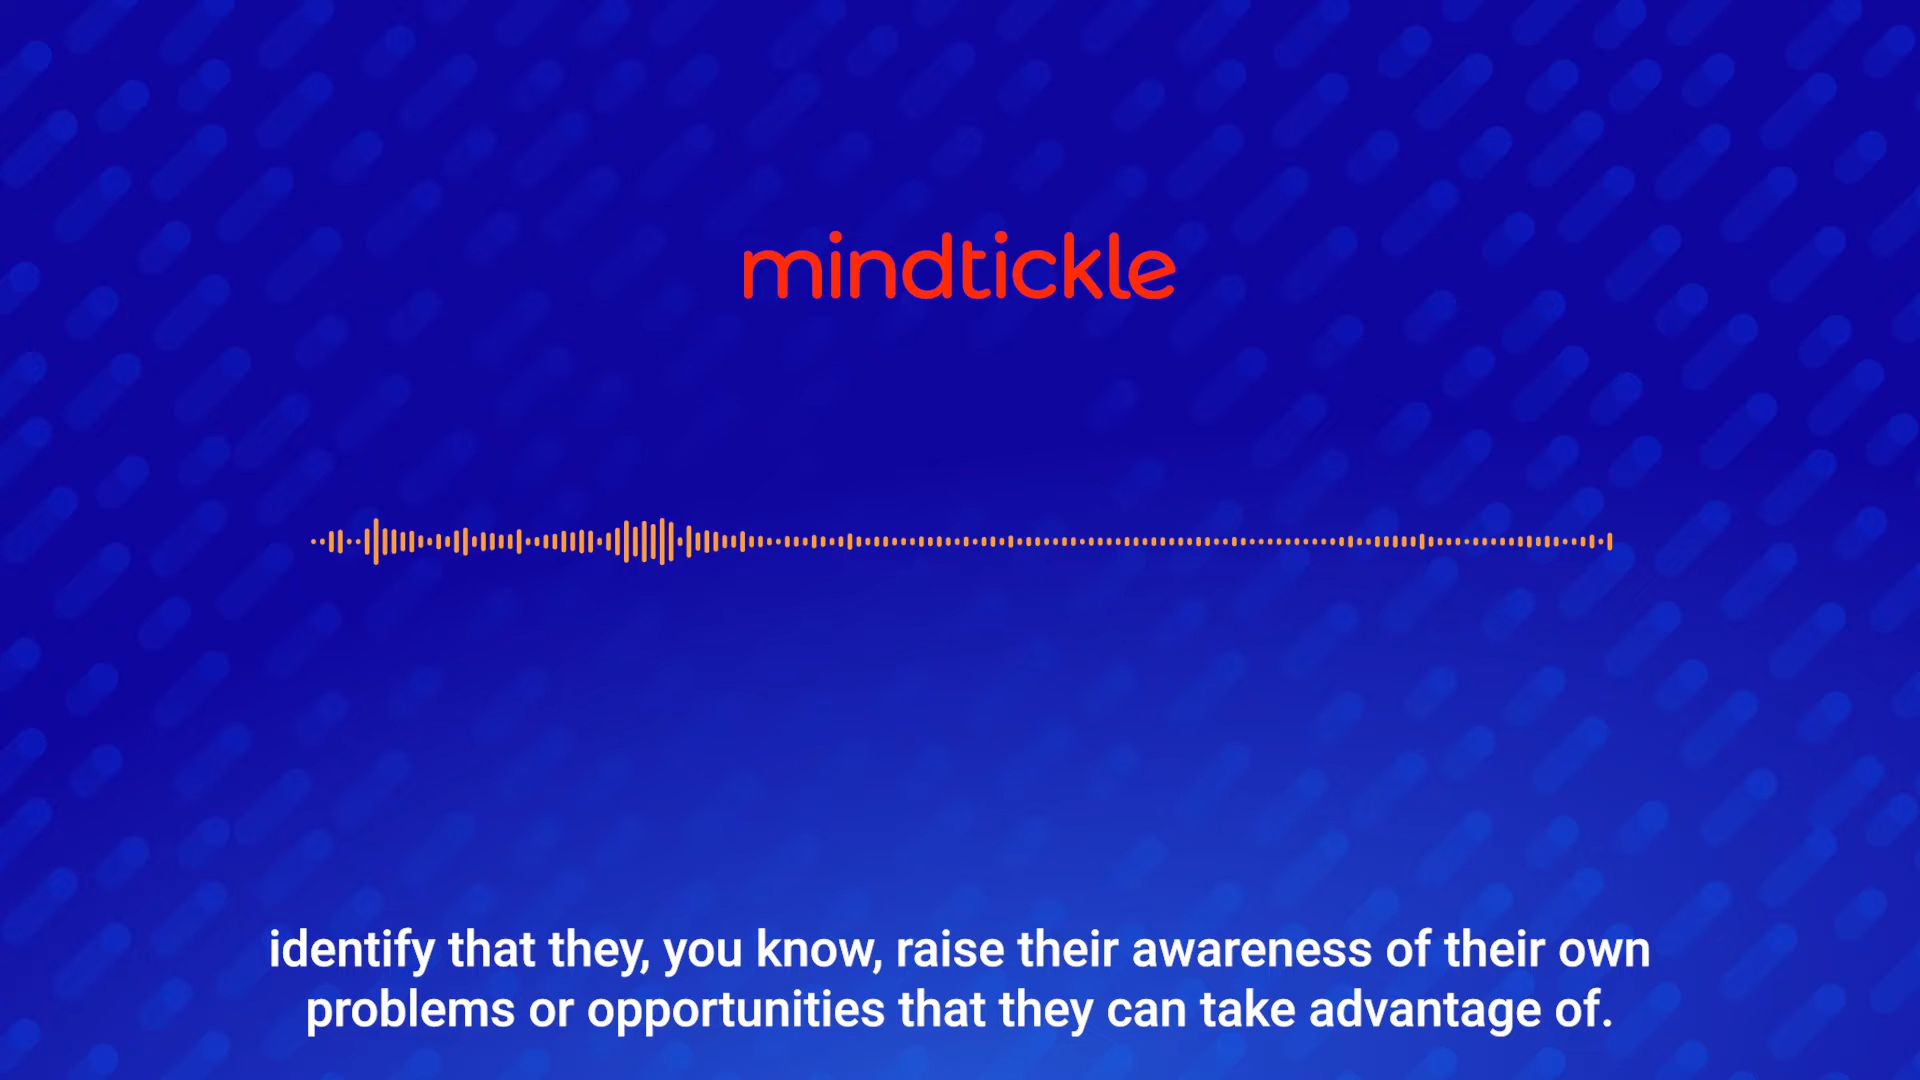 mindtickle
identify that they, you know, raise their awareness of their own
problems or opportunities that they can take advantage of.